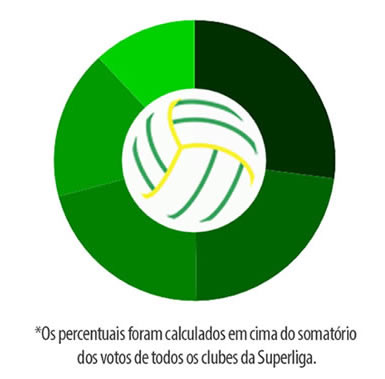 *Os percentuais foram calculados em cima do somatório
dos votos de todos os clubes da Superliga.